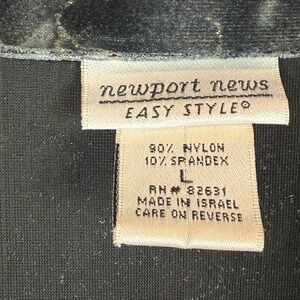 newport news
EASY STYLE®
90% NYLON
10% SPANDEX
L
RN# 82631
MADE IN ISRAEL
CARE ON REVERSE